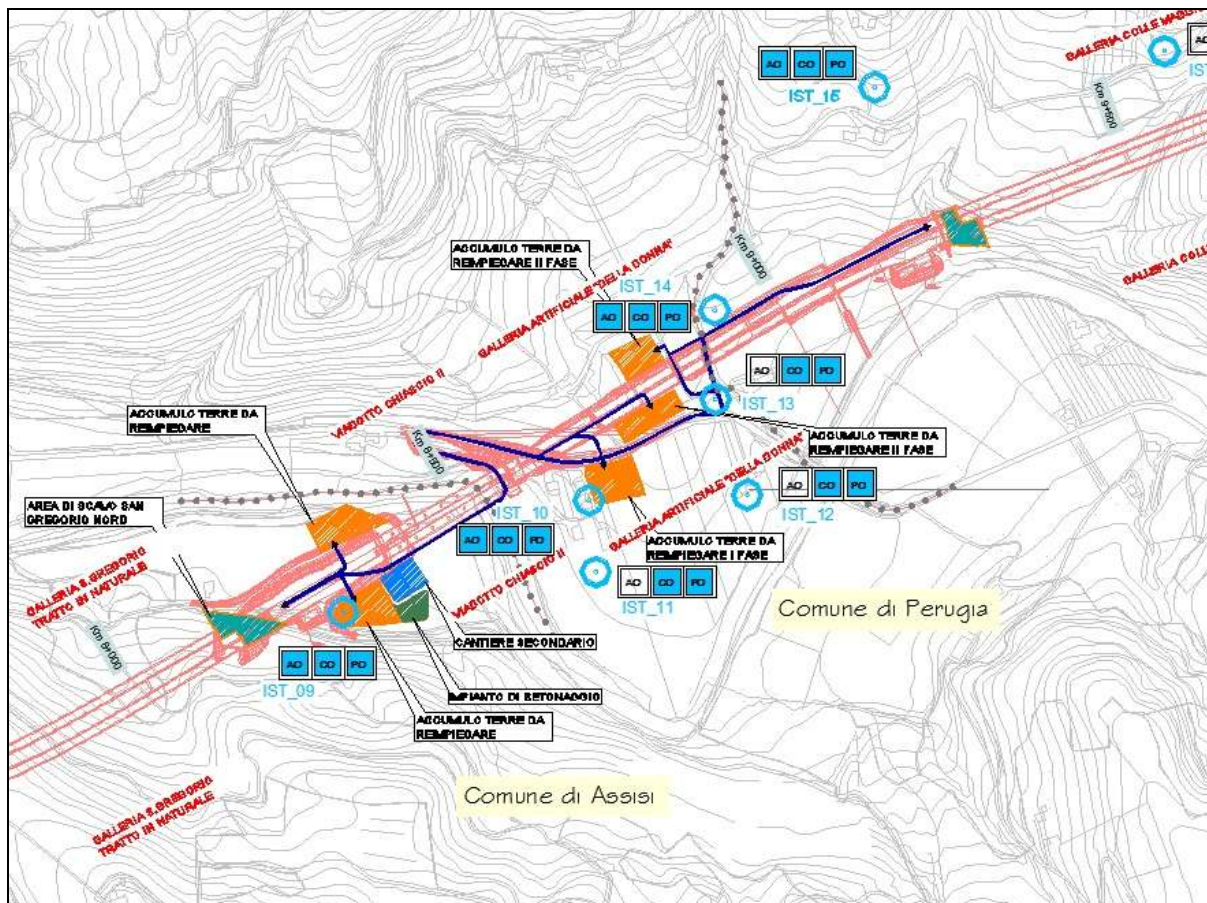 GALLERIA COLLE MAGGI
AO
IST
AO CO PO
IST_15
Km 9+500
ACCUMULO TERRE DA
REIMPIEGARE II FASE
Km 9+000
GALLERIA COLL
IST_14
AO CO PO
GALLERIA ARTIFICIALE "DELLA DONNA"
AO CO PO
IST_13
VIADOTTO CHIASCIO II
ACCUMULO TERRE DA
REIMPIEGARE
Km 8+500
ACCUMULO TERRE DA
REIMPIEGARE II FASE
AREA DI SCAVO SAN
GREGORIO NORD
AO CO PO
IST_12
IST_10
AO CO PO
GALLERIA ARTIFICIALE "DELLA DONNA"
ACCUMULO TERRE DA
REIMPIEGARE I FASE
AO CO PO
IST_11
GALLERIA S.GREGORIO
TRATTO IN NATURALE
VIADOTTO CHIASCIO II
Comune di Perugia
CANTIERE SECONDARIO
Km 8+000
AO CO PO
IST_09
IMPIANTO DI BETONAGGIO
ACCUMULO TERRE DA
REIMPIEGARE
GALLERIA S.GREGORIO
TRATTO IN NATURALE
Comune di Assisi